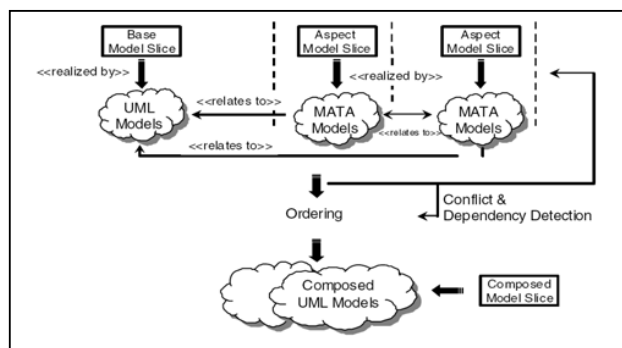 Base
Model Slice
Aspect
Model Slice
Aspect
Model Slice
<<realized by>>
<<realized by>>
UML
Models
<<relates to>>
MATA
Models
<<relates to>>
MATA
Models
<<relates to>>
Ordering
Conflict &
Dependency Detection
Composed
UML Models
Composed
Model Slice